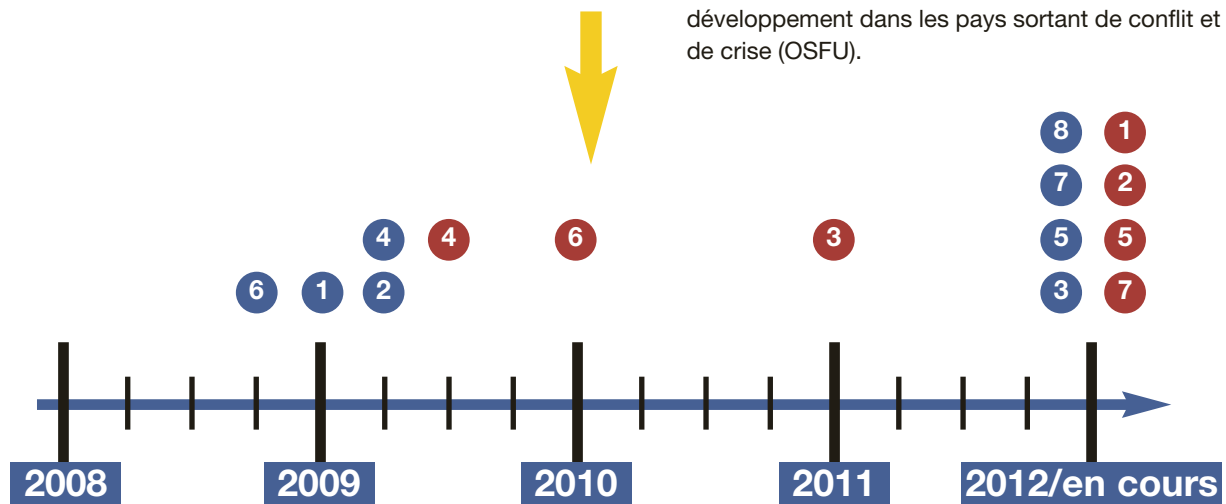 développement dans les pays sortant de conflit et
de crise (OSFU).
8 1
7 2
4 4 6 3 5 5
6 1 2 3 7
2008 2009 2010 2011 2012/en cours